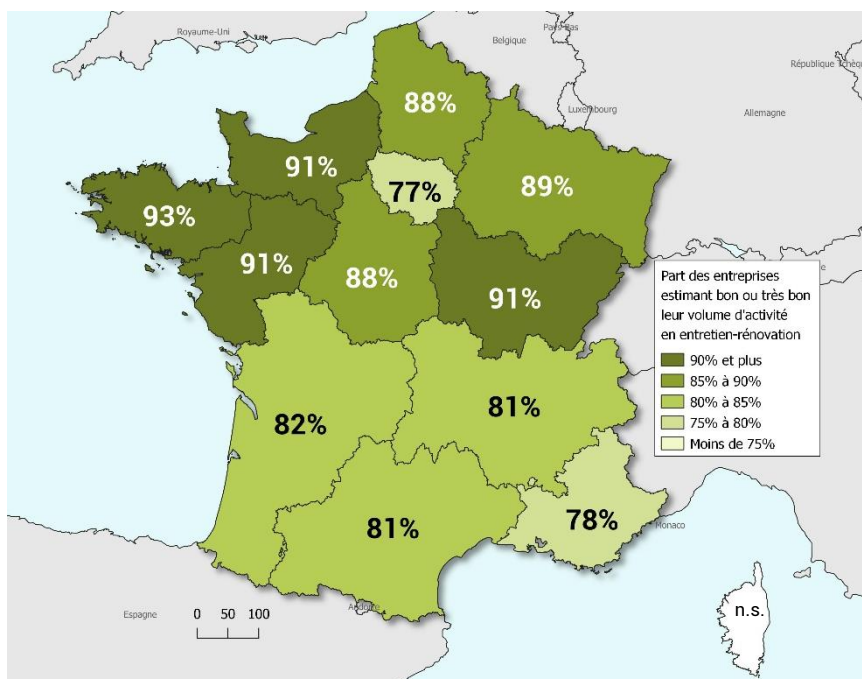 Royaume-Uni
Belgique
Pays-Bas
République Tchèque
Luxembourg
Allemagne
88%
91%
77%
89%
93%
91%
88%
91%
Part des entreprises
estimant bon ou très bon
leur volume d'activité
en entretien-rénovation
90% et plus
85% à 90%
80% à 85%
75% à 80%
Moins de 75%
82%
81%
81%
78%
Monaco
n.s.
Espagne
0 50 100
Andorre